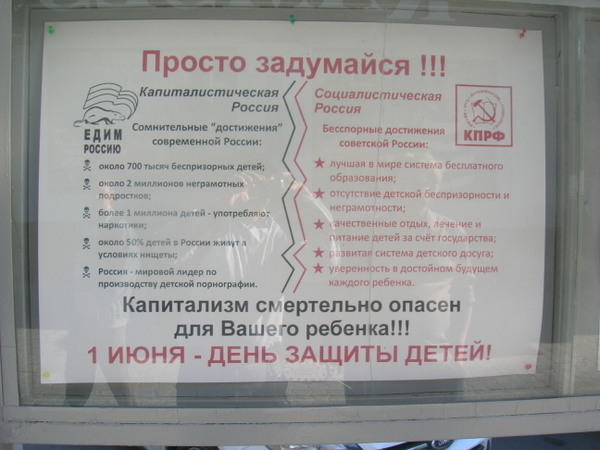 Просто задумайся !!!
Капиталистическая
Россия
ЕДИМ
РОССИЮ
Сомнительные "достижения"
современной России:
около 700 тысяч беспризорных детей;
около 2 миллионов неграмотных
подростков;
более 1 миллиона детей - употребляют
наркотики;
около 50% детей в России живут в
условиях нищеты;
Россия - мировой лидер по
производству детской порнографии.
Социалистическая
Россия
КПРФ
Бесспорные достижения
советской России:
лучшая в мире система бесплатного
образования;
отсутствие детской беспризорности и
неграмотности;
качественные отдых, лечение и
питание детей за счёт государства;
развитая система детского досуга;
уверенность в достойном будущем
каждого ребенка.
Капитализм смертельно опасен
для Вашего ребенка!!!
1 ИЮНЯ - ДЕНЬ ЗАЩИТЫ ДЕТЕЙ!